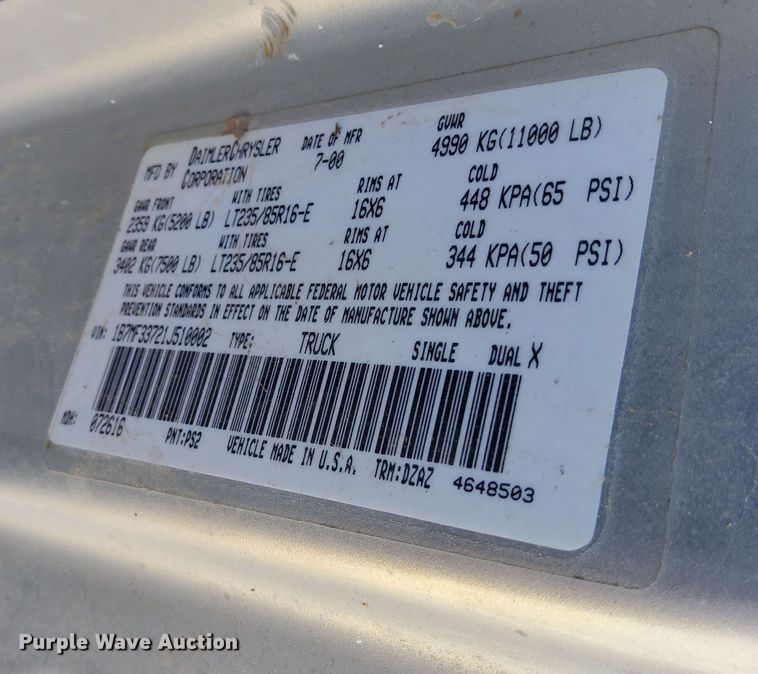 MFD BY DAIMLERCHRYSLER CORPORATION
DATE OF MFR 7-00
GVWR 4990 KG(11000 LB)
GAWR FRONT WITH TIRES RIMS AT COLD
2359 KG(5200 LB) LT235/85R16-E 16X6 448 KPA(65 PSI)
GAWR REAR WITH TIRES RIMS AT COLD
3402 KG(7500 LB) LT235/85R16-E 16X6 344 KPA(50 PSI)
THIS VEHICLE CONFORMS TO ALL APPLICABLE FEDERAL MOTOR VEHICLE SAFETY AND THEFT
PREVENTION STANDARDS IN EFFECT ON THE DATE OF MANUFACTURE SHOWN ABOVE.
VIN: 1B7MF33721J510002 TYPE: TRUCK SINGLE DUAL X
MDH: 072616 PNT:PS2 VEHICLE MADE IN U.S.A. TRM:DZAZ 4648503
Purple Wave Auction